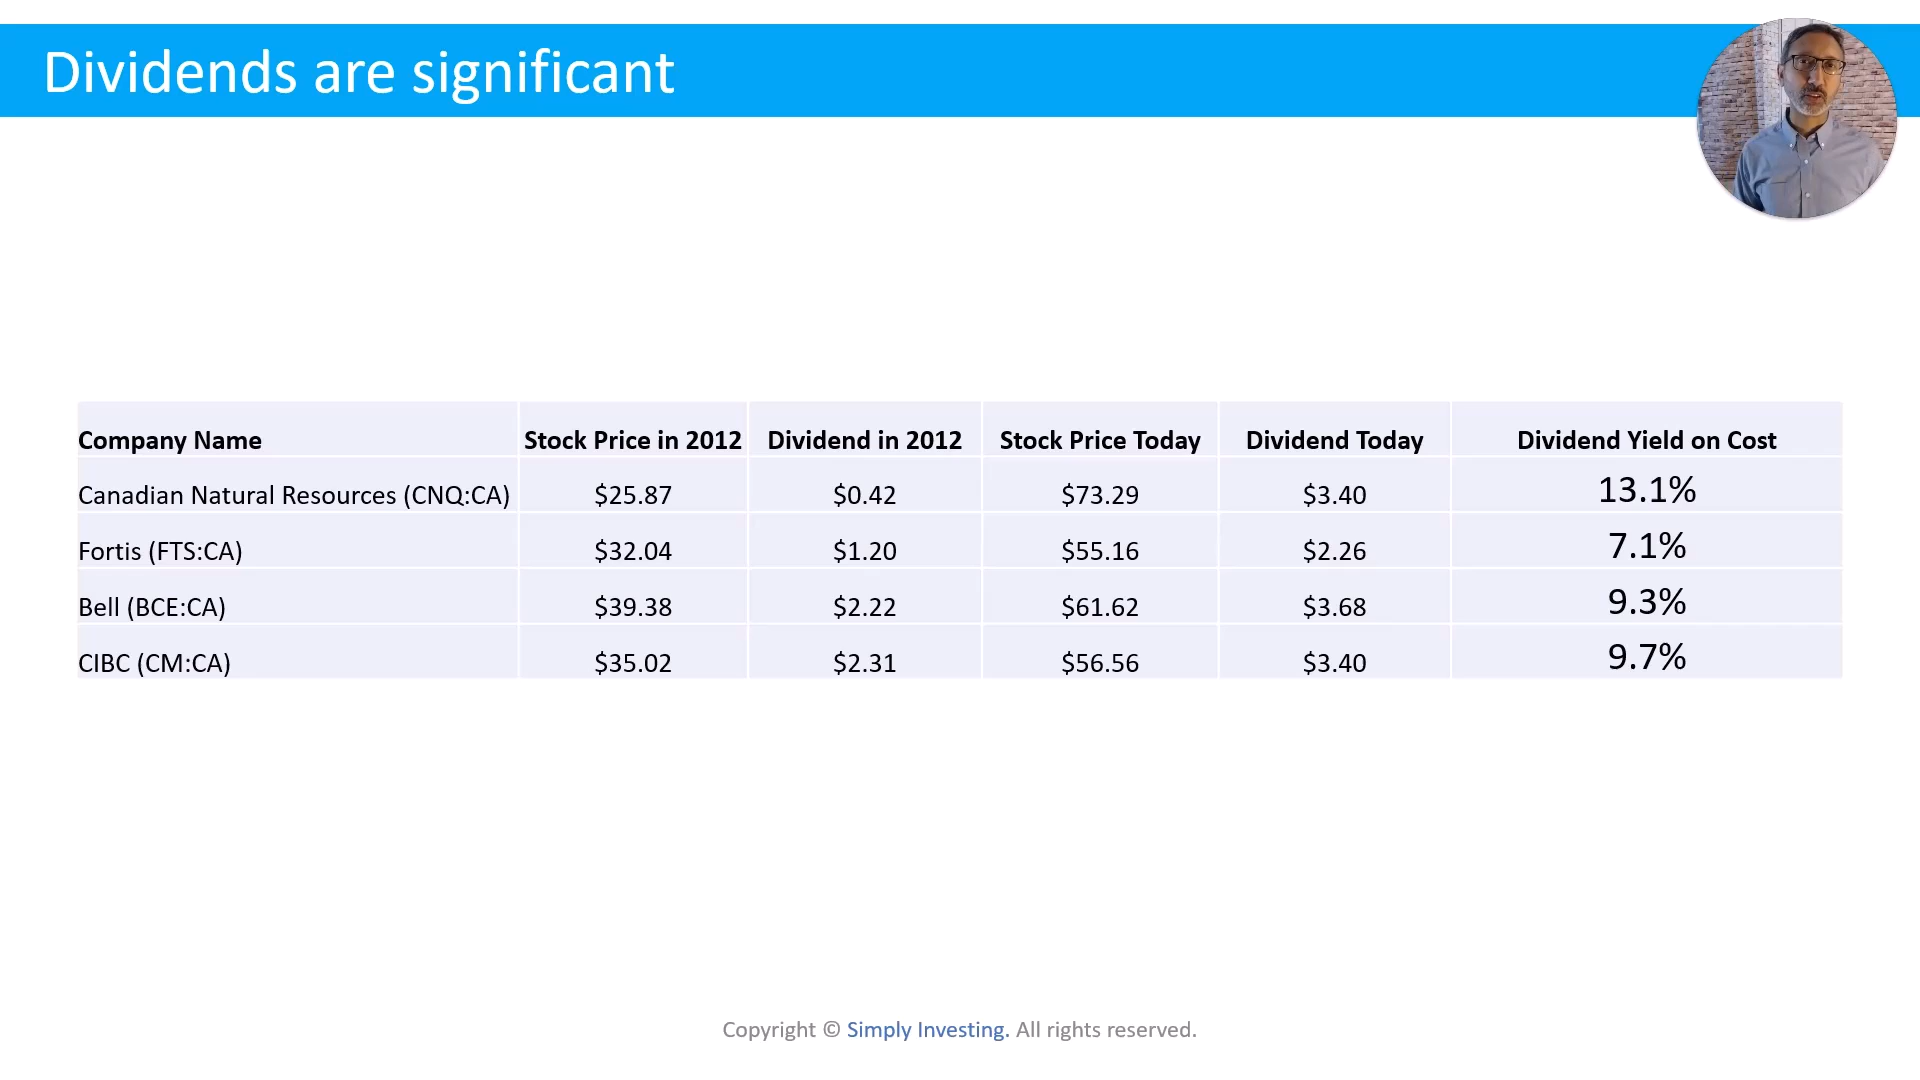 Dividends are significant
Company Name Stock Price in 2012 Dividend in 2012 Stock Price Today Dividend Today Dividend Yield on Cost
Canadian Natural Resources (CNQ:CA) $25.87 $0.42 $73.29 $3.40 13.1%
Fortis (FTS:CA) $32.04 $1.20 $55.16 $2.26 7.1%
Bell (BCE:CA) $39.38 $2.22 $61.62 $3.68 9.3%
CIBC (CM:CA) $35.02 $2.31 $56.56 $3.40 9.7%
Copyright © Simply Investing. All rights reserved.